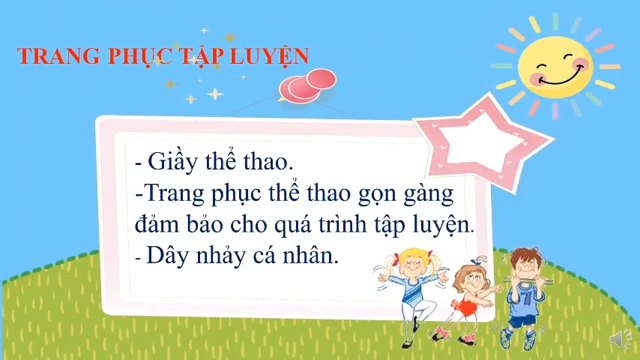 TRANG PHỤC TẬP LUYỆN
- Giầy thể thao.
-Trang phục thể thao gọn gàng
đảm bảo cho quá trình tập luyện.
- Dây nhảy cá nhân.